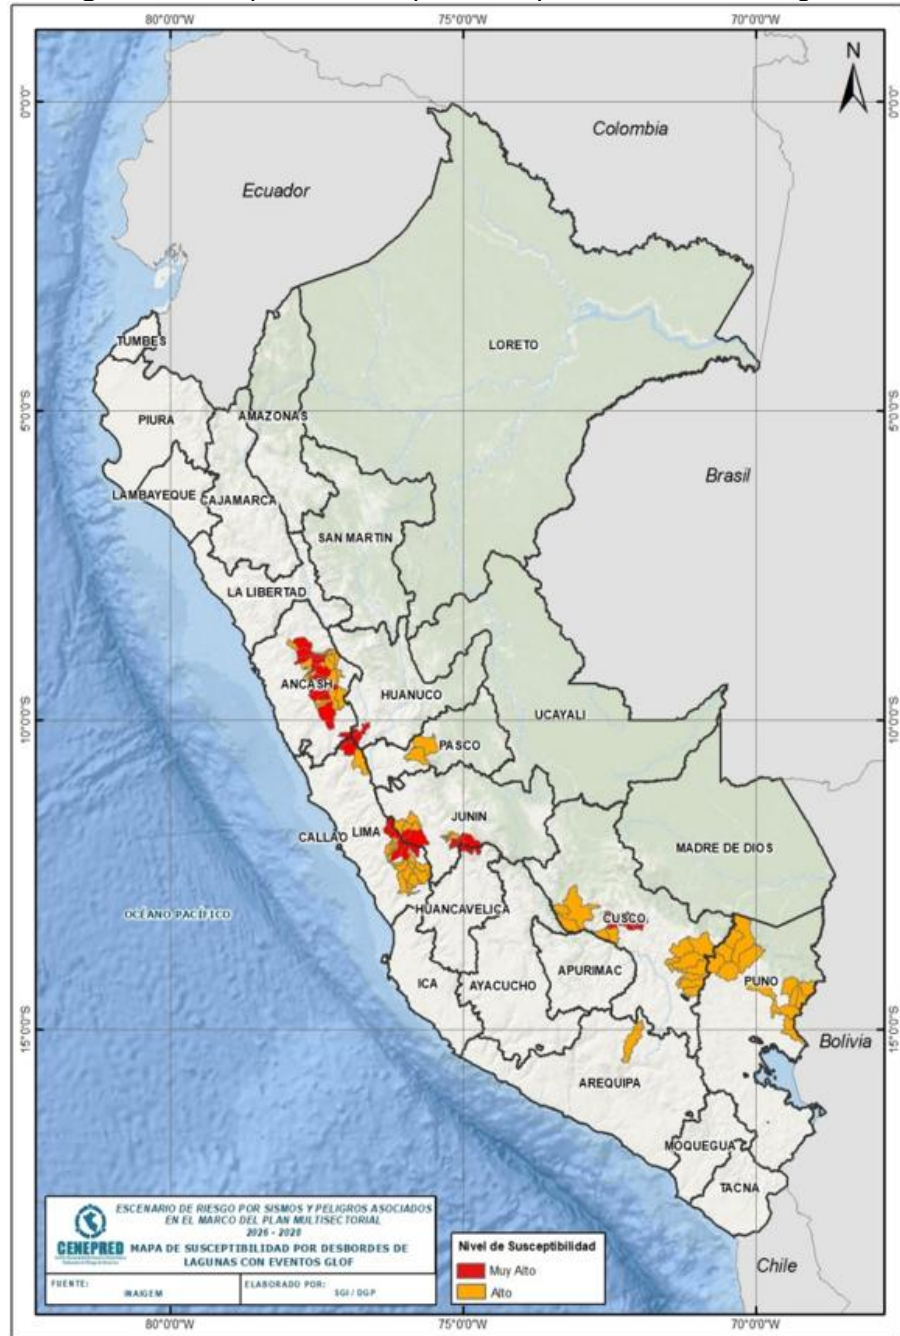 80°0'0"W 75°0'0"W 70°0'0"W
N
0°0'0" 0°0'0"
Colombia
Ecuador
TUMBES
LORETO
PIURA
AMAZONAS
5°0'0"S 5°0'0"S
Brasil
LAMBAYEQUE
CAJAMARCA
SAN MARTIN
LA LIBERTAD
ANCASH
HUANUCO
UCAYALI
10°0'0"S 10°0'0"S
PASCO
JUNIN
CALLAO
LIMA
MADRE DE DIOS
OCÉANO PACÍFICO
HUANCAVELICA
CUSCO
ICA
AYACUCHO
APURIMAC
PUNO
15°0'0"S 15°0'0"S
Bolivia
AREQUIPA
MOQUEGUA
TACNA
Chile
ESCENARIO DE RIESGO POR SISMOS Y PELIGROS ASOCIADOS
EN EL MARCO DEL PLAN MULTISECTORIAL
2026 - 2028
CENEPRED
MAPA DE SUSCEPTIBILIDAD POR DESBORDES DE
LAGUNAS CON EVENTOS GLOF
FUENTE:
INAIGEM
ELABORADO POR:
SGI / DGP
Nivel de Susceptibilidad
Muy Alto
Alto
80°0'0"W 75°0'0"W 70°0'0"W